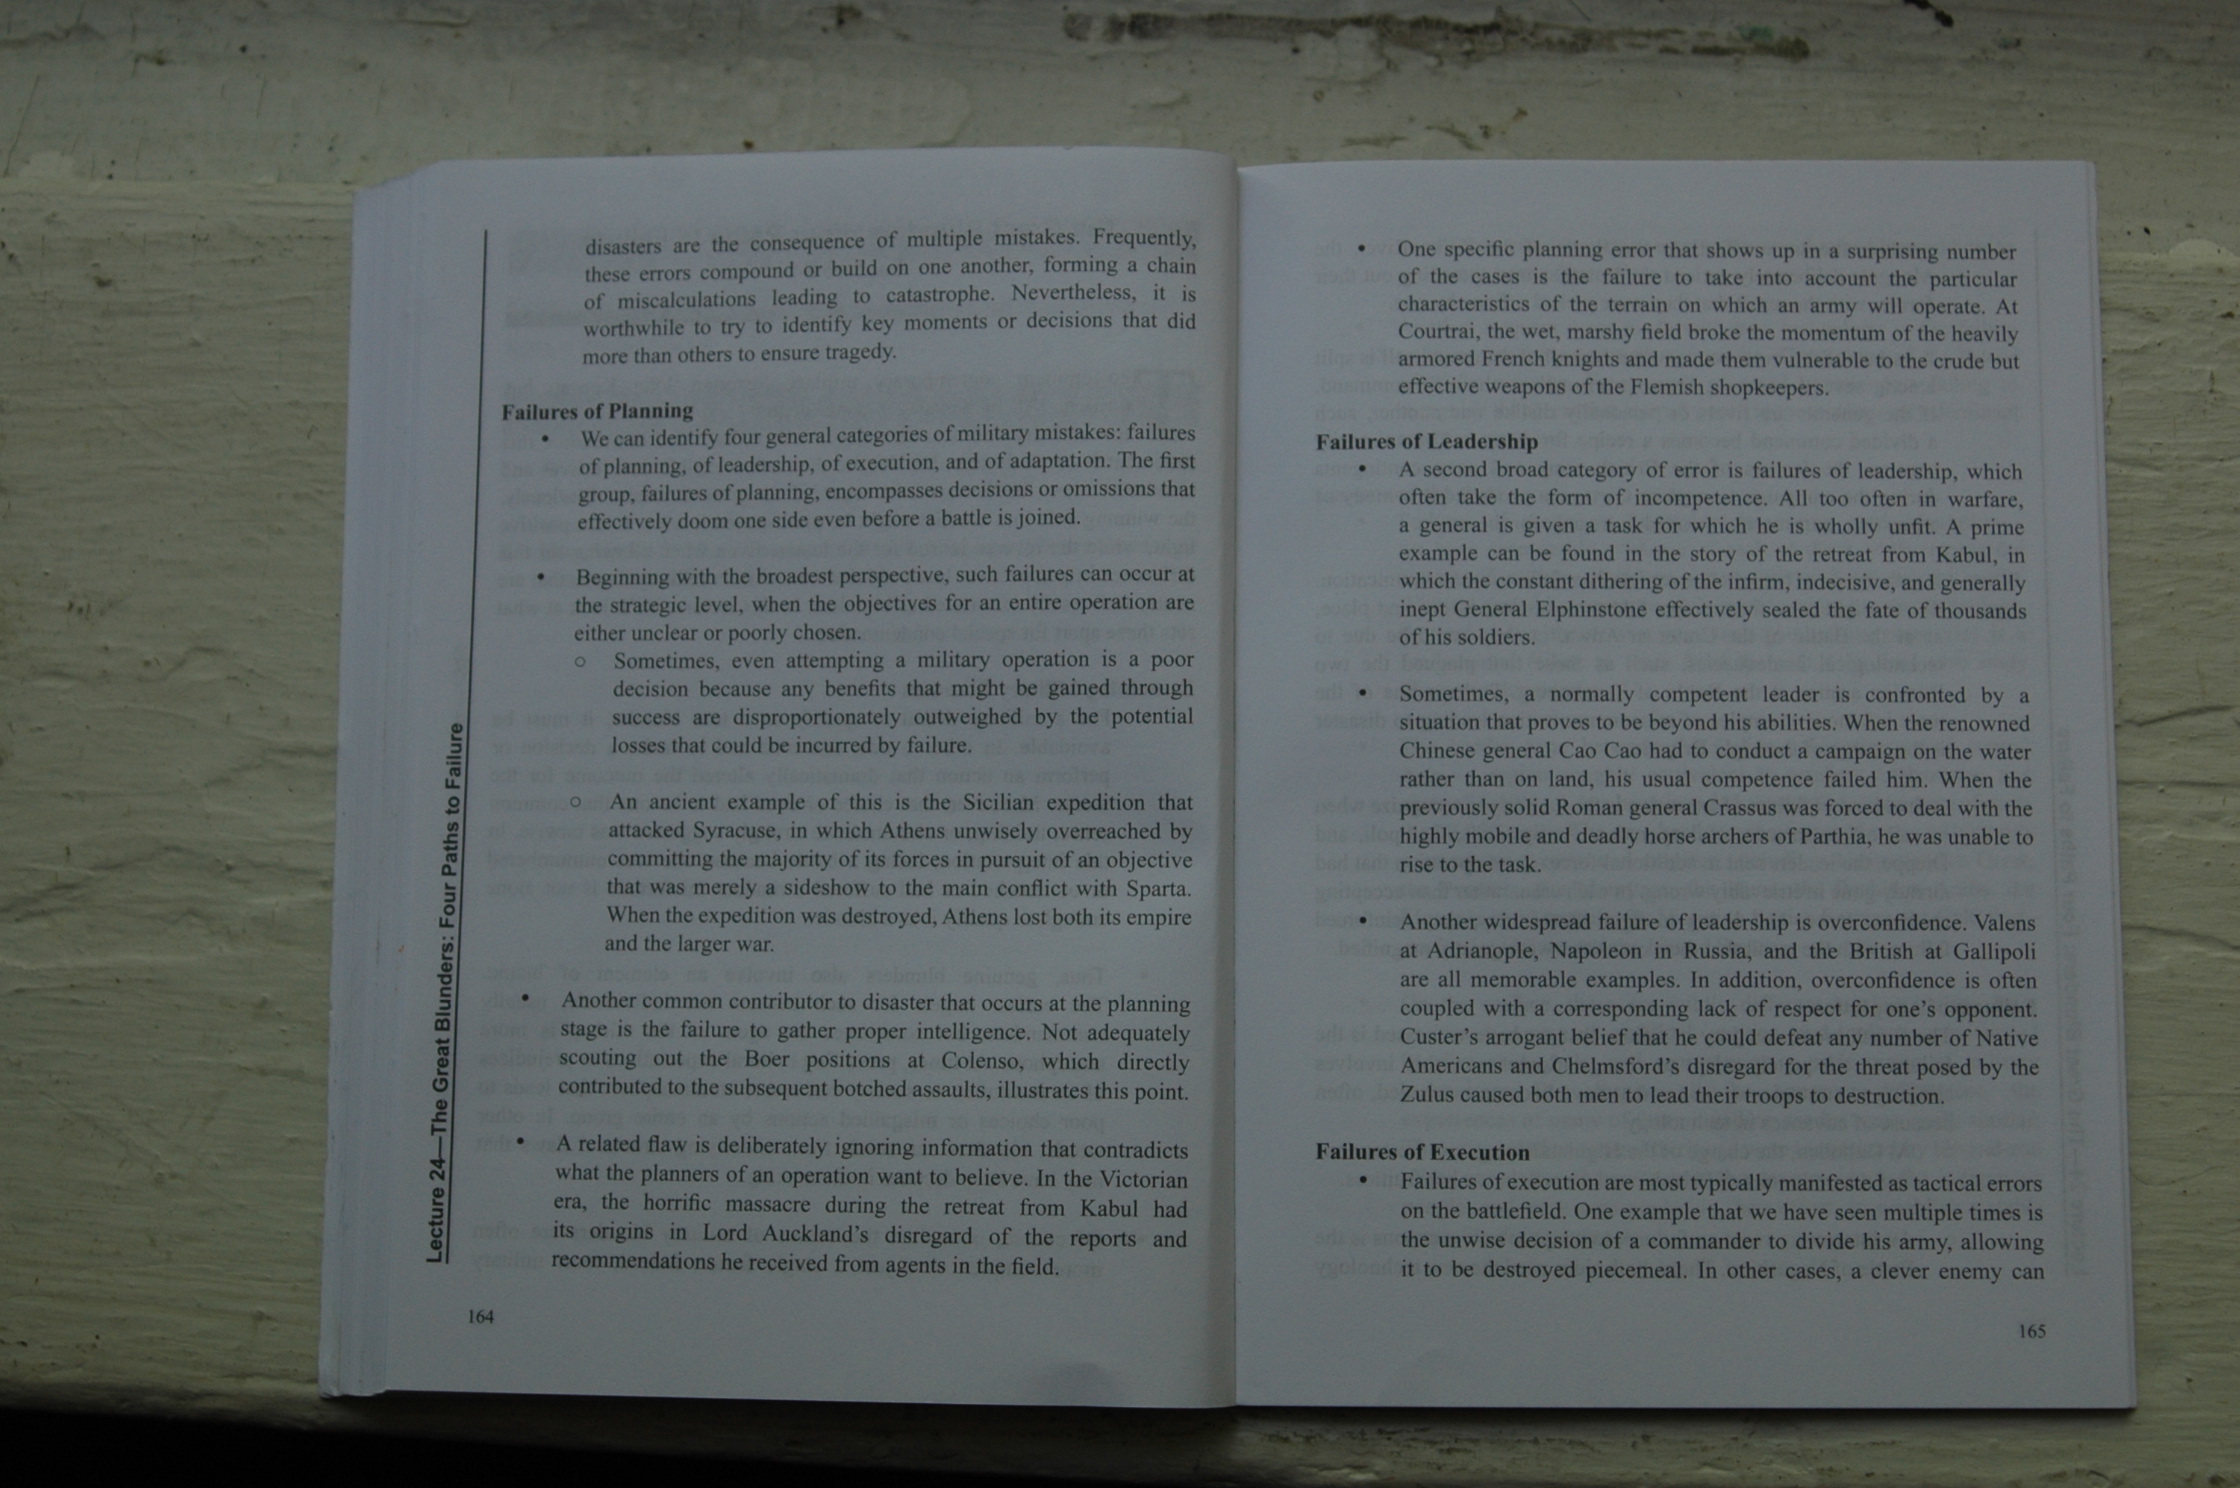 disasters are the consequence of multiple mistakes. Frequently,
these errors compound or build on one another, forming a chain
of miscalculations leading to catastrophe. Nevertheless, it is
worthwhile to try to identify key moments or decisions that did
more than others to ensure tragedy.
Failures of Planning
• We can identify four general categories of military mistakes: failures
of planning, of leadership, of execution, and of adaptation. The first
group, failures of planning, encompasses decisions or omissions that
effectively doom one side even before a battle is joined.
• Beginning with the broadest perspective, such failures can occur at
the strategic level, when the objectives for an entire operation are
either unclear or poorly chosen.
○ Sometimes, even attempting a military operation is a poor
decision because any benefits that might be gained through
success are disproportionately outweighed by the potential
losses that could be incurred by failure.
○ An ancient example of this is the Sicilian expedition that
attacked Syracuse, in which Athens unwisely overreached by
committing the majority of its forces in pursuit of an objective
that was merely a sideshow to the main conflict with Sparta.
When the expedition was destroyed, Athens lost both its empire
and the larger war.
• Another common contributor to disaster that occurs at the planning
stage is the failure to gather proper intelligence. Not adequately
scouting out the Boer positions at Colenso, which directly
contributed to the subsequent botched assaults, illustrates this point.
• A related flaw is deliberately ignoring information that contradicts
what the planners of an operation want to believe. In the Victorian
era, the horrific massacre during the retreat from Kabul had
its origins in Lord Auckland's disregard of the reports and
recommendations he received from agents in the field.
Lecture 24—The Great Blunders: Four Paths to Failure
164
• One specific planning error that shows up in a surprising number
of the cases is the failure to take into account the particular
characteristics of the terrain on which an army will operate. At
Courtrai, the wet, marshy field broke the momentum of the heavily
armored French knights and made them vulnerable to the crude but
effective weapons of the Flemish shopkeepers.
Failures of Leadership
• A second broad category of error is failures of leadership, which
often take the form of incompetence. All too often in warfare,
a general is given a task for which he is wholly unfit. A prime
example can be found in the story of the retreat from Kabul, in
which the constant dithering of the infirm, indecisive, and generally
inept General Elphinstone effectively sealed the fate of thousands
of his soldiers.
• Sometimes, a normally competent leader is confronted by a
situation that proves to be beyond his abilities. When the renowned
Chinese general Cao Cao had to conduct a campaign on the water
rather than on land, his usual competence failed him. When the
previously solid Roman general Crassus was forced to deal with the
highly mobile and deadly horse archers of Parthia, he was unable to
rise to the task.
• Another widespread failure of leadership is overconfidence. Valens
at Adrianople, Napoleon in Russia, and the British at Gallipoli
are all memorable examples. In addition, overconfidence is often
coupled with a corresponding lack of respect for one's opponent.
Custer's arrogant belief that he could defeat any number of Native
Americans and Chelmsford's disregard for the threat posed by the
Zulus caused both men to lead their troops to destruction.
Failures of Execution
• Failures of execution are most typically manifested as tactical errors
on the battlefield. One example that we have seen multiple times is
the unwise decision of a commander to divide his army, allowing
it to be destroyed piecemeal. In other cases, a clever enemy can
165